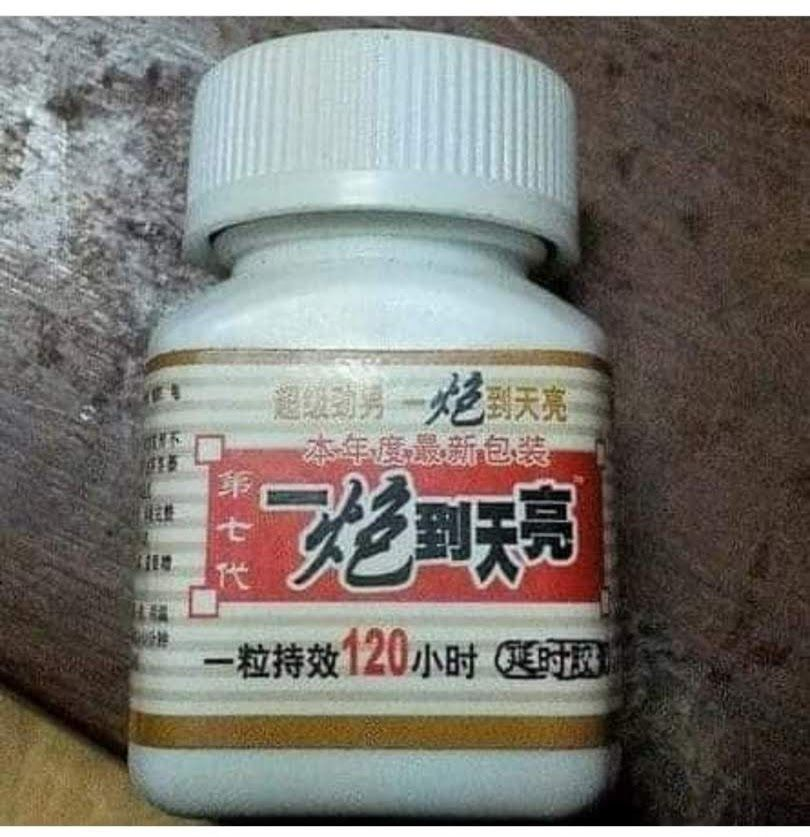 超级劲男 一炮到天亮
本年度最新包装
第七代
一炮到天亮
一粒持效120小时 延时胶